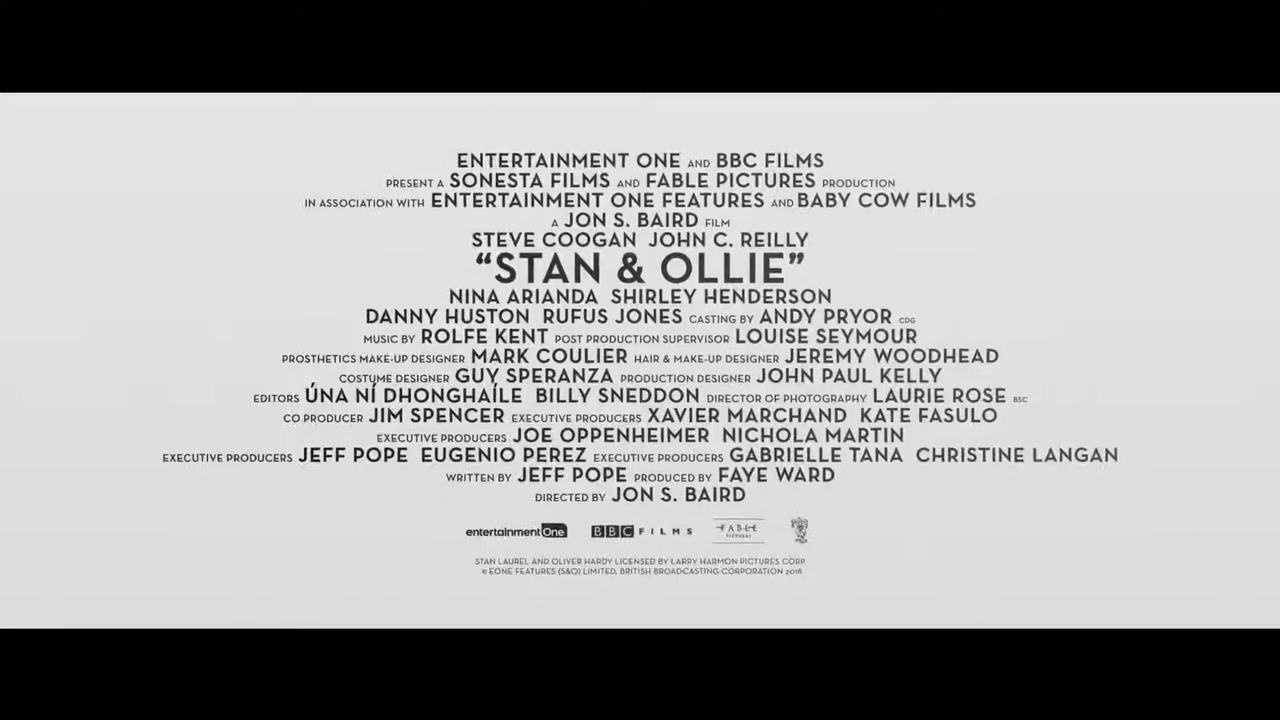 ENTERTAINMENT ONE AND BBC FILMS
PRESENT A SONESTA FILMS AND FABLE PICTURES PRODUCTION
IN ASSOCIATION WITH ENTERTAINMENT ONE FEATURES AND BABY COW FILMS
A JON S. BAIRD FILM
STEVE COOGAN JOHN C. REILLY
“STAN & OLLIE”
NINA ARIANDA SHIRLEY HENDERSON
DANNY HUSTON RUFUS JONES CASTING BY ANDY PRYOR CDG
MUSIC BY ROLFE KENT POST PRODUCTION SUPERVISOR LOUISE SEYMOUR
PROSTHETICS MAKE-UP DESIGNER MARK COULIER HAIR & MAKE-UP DESIGNER JEREMY WOODHEAD
COSTUME DESIGNER GUY SPERANZA PRODUCTION DESIGNER JOHN PAUL KELLY
EDITORS ÚNA NÍ DHONGHAÍLE BILLY SNEDDON DIRECTOR OF PHOTOGRAPHY LAURIE ROSE BSC
CO PRODUCER JIM SPENCER EXECUTIVE PRODUCERS XAVIER MARCHAND KATE FASULO
EXECUTIVE PRODUCERS JOE OPPENHEIMER NICHOLA MARTIN
EXECUTIVE PRODUCERS JEFF POPE EUGENIO PEREZ EXECUTIVE PRODUCERS GABRIELLE TANA CHRISTINE LANGAN
WRITTEN BY JEFF POPE PRODUCED BY FAYE WARD
DIRECTED BY JON S. BAIRD
entertainmentOne BBC FILMS FABLE PICTURES
STAN LAUREL AND OLIVER HARDY LICENSED BY LARRY HARMON PICTURES CORP.
© EONE FEATURES (S&O) LIMITED, BRITISH BROADCASTING CORPORATION 2018